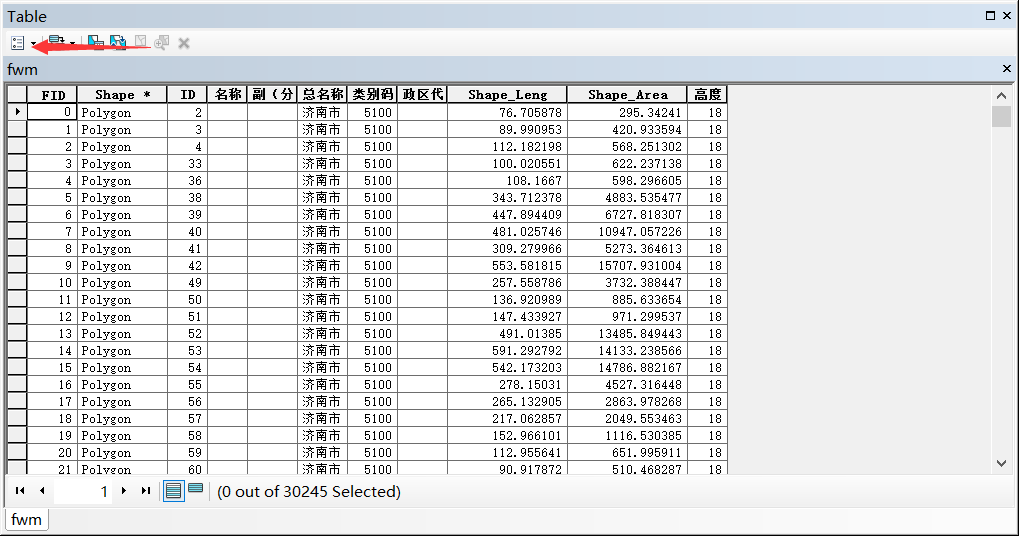 Table
fwm
FID Shape * ID 名称 副（分 总名称 类别码 政区代 Shape_Leng Shape_Area 高度
0 Polygon 2 济南市 5100 76.705878 295.34241 18
1 Polygon 3 济南市 5100 89.990953 420.933594 18
2 Polygon 4 济南市 5100 112.182198 568.251302 18
3 Polygon 33 济南市 5100 100.020551 622.237138 18
4 Polygon 36 济南市 5100 108.1667 598.296605 18
5 Polygon 38 济南市 5100 343.712378 4883.535477 18
6 Polygon 39 济南市 5100 447.894409 6727.818307 18
7 Polygon 40 济南市 5100 481.025746 10947.057226 18
8 Polygon 41 济南市 5100 309.279966 5273.364613 18
9 Polygon 42 济南市 5100 553.581815 15707.931004 18
10 Polygon 49 济南市 5100 257.558786 3732.388447 18
11 Polygon 50 济南市 5100 136.920989 885.633654 18
12 Polygon 51 济南市 5100 147.433927 971.299537 18
13 Polygon 52 济南市 5100 491.01385 13485.849443 18
14 Polygon 53 济南市 5100 591.292792 14133.238566 18
15 Polygon 54 济南市 5100 542.173203 14786.882167 18
16 Polygon 55 济南市 5100 278.15031 4527.316448 18
17 Polygon 56 济南市 5100 265.132905 2863.978268 18
18 Polygon 57 济南市 5100 217.062857 2049.553463 18
19 Polygon 58 济南市 5100 152.966101 1116.530385 18
20 Polygon 59 济南市 5100 112.955641 651.995911 18
21 Polygon 60 济南市 5100 90.917872 510.468287 18
1 (0 out of 30245 Selected)
fwm